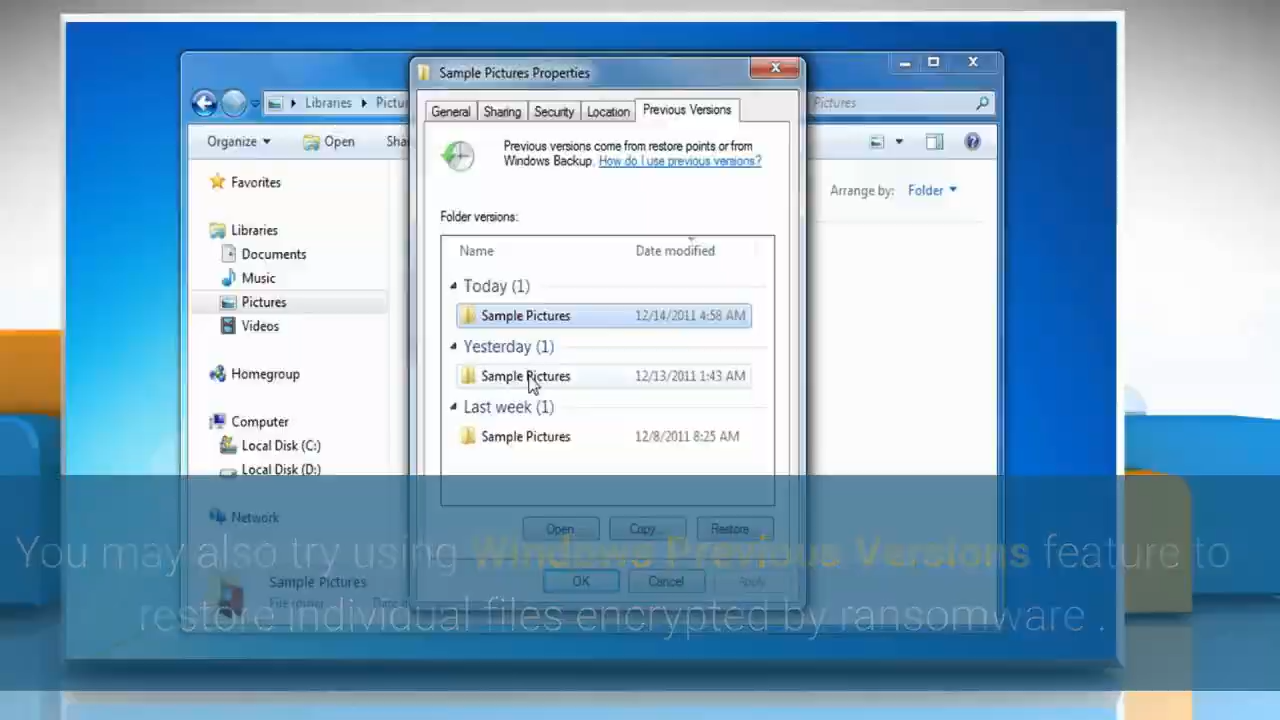 Sample Pictures Properties
Libraries
Pictures
Organize
Open
General
Sharing
Security
Location
Previous Versions
Previous versions come from restore points or from
Windows Backup. How do I use previous versions?
Arrange by: Folder
Favorites
Libraries
Documents
Music
Pictures
Videos
Homegroup
Computer
Local Disk (C:)
Local Disk (D:)
Network
Folder versions:
Name Date modified
Today (1)
Sample Pictures 12/14/2011 4:58 AM
Yesterday (1)
Sample Pictures 12/13/2011 1:43 AM
Last week (1)
Sample Pictures 12/8/2011 8:25 AM
Open
Copy...
Restore...
OK
Cancel
Apply
Sample Pictures
File folder
You may also try using Windows Previous Versions feature to
restore individual files encrypted by ransomware .